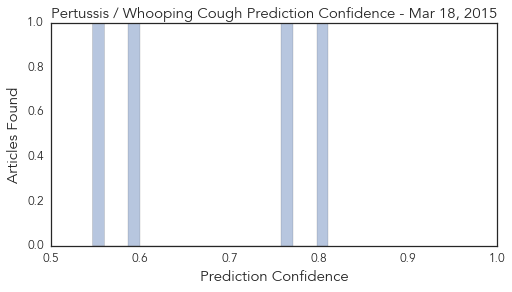 Pertussis / Whooping Cough Prediction Confidence - Mar 18, 2015
1.0
0.8
0.6
0.4
0.2
0.0
Articles Found
0.5 0.6 0.7 0.8 0.9 1.0
Prediction Confidence